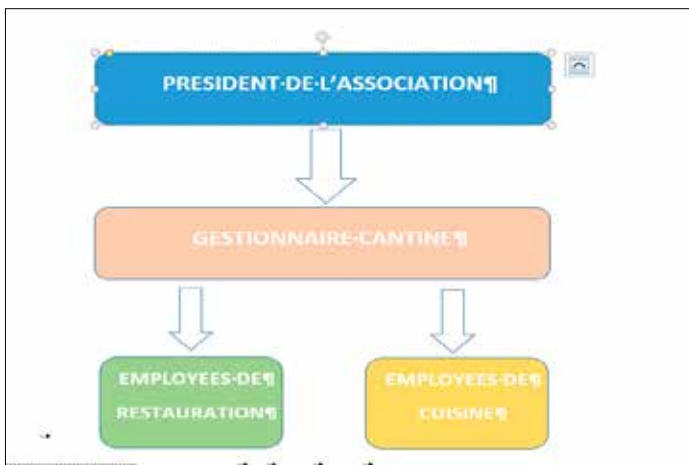 PRESIDENT·DE·L'ASSOCIATION¶
GESTIONNAIRE·CANTINE¶
EMPLOYEES·DE¶
RESTAURATION¶
EMPLOYEES·DE¶
CUISINE¶